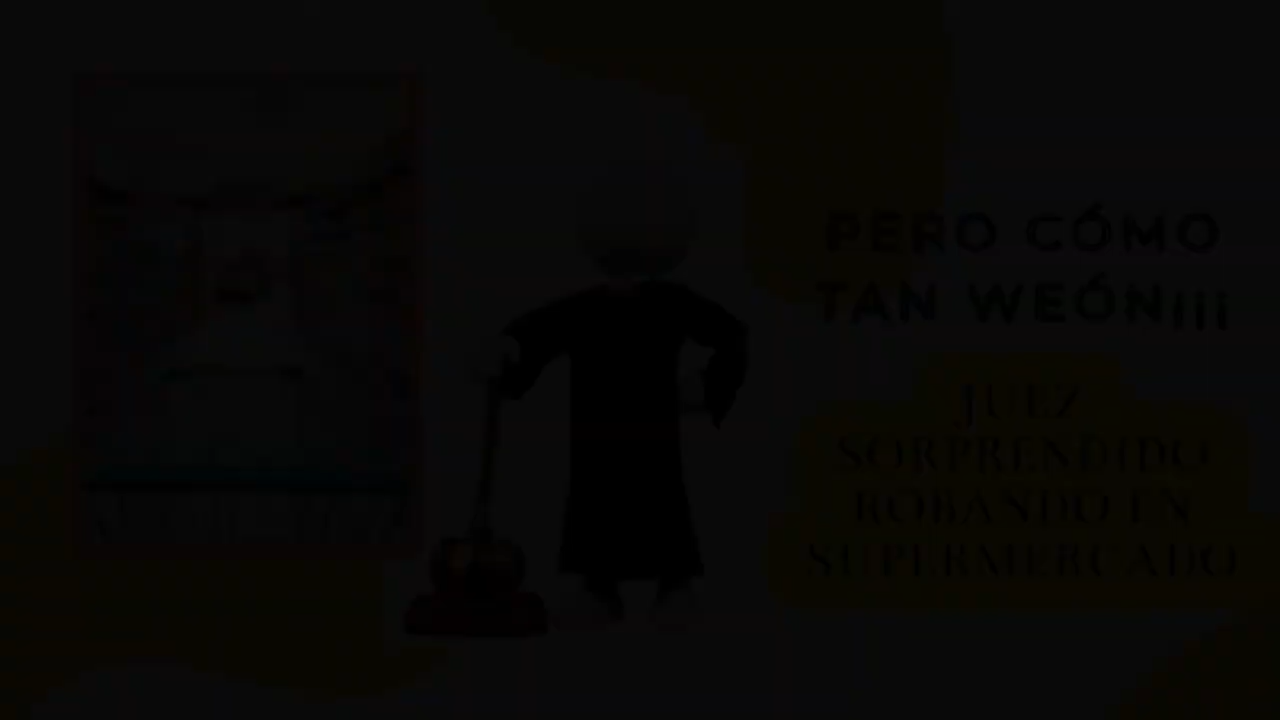 PERO CÓMO
TAN WEÓN¡¡¡
JUEZ
SORPRENDIDO
ROBANDO EN
SUPERMERCADO